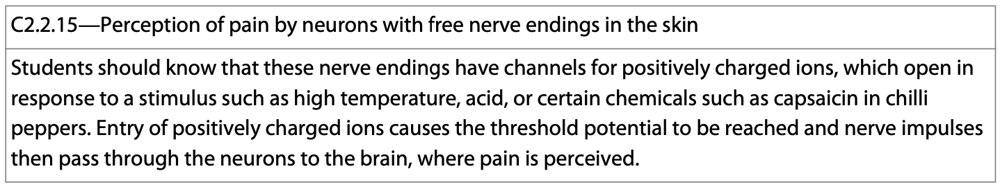 C2.2.15—Perception of pain by neurons with free nerve endings in the skin
Students should know that these nerve endings have channels for positively charged ions, which open in
response to a stimulus such as high temperature, acid, or certain chemicals such as capsaicin in chilli
peppers. Entry of positively charged ions causes the threshold potential to be reached and nerve impulses
then pass through the neurons to the brain, where pain is perceived.